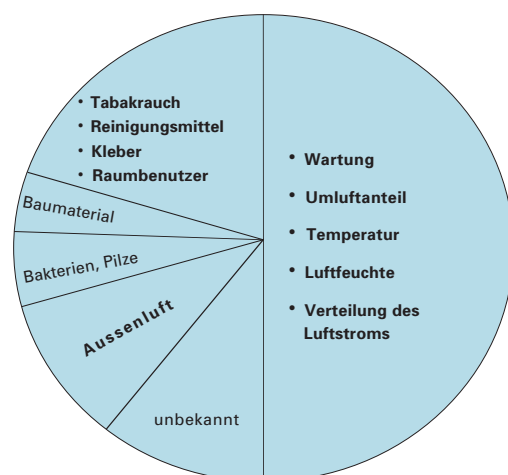 • Tabakrauch
• Reinigungsmittel
• Kleber
• Raumbenutzer
Baumaterial
Bakterien, Pilze
Aussenluft
unbekannt
• Wartung
• Umluftanteil
• Temperatur
• Luftfeuchte
• Verteilung des
Luftstroms